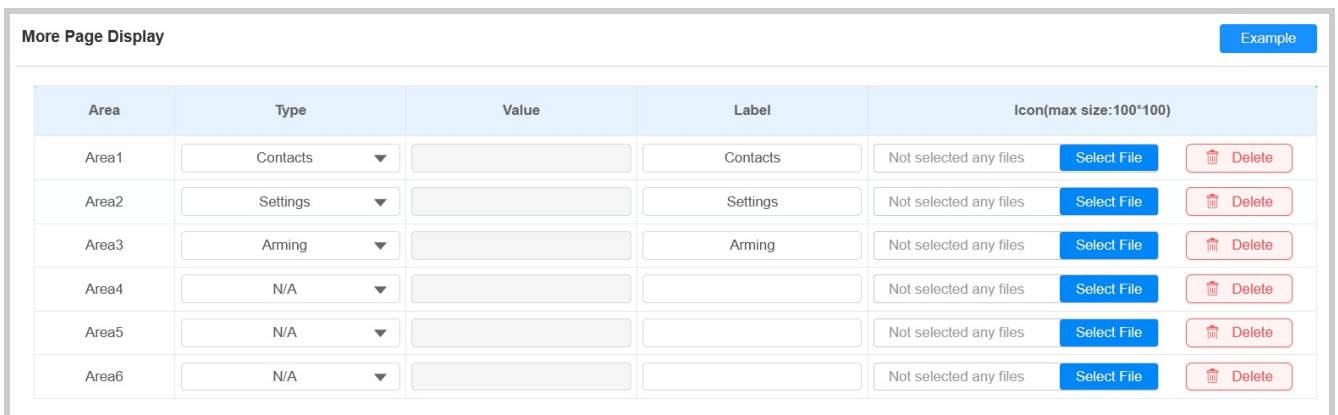 More Page Display Example
Area Type Value Label Icon(max size:100*100)
Area1 Contacts Contacts Not selected any files Select File Delete
Area2 Settings Settings Not selected any files Select File Delete
Area3 Arming Arming Not selected any files Select File Delete
Area4 N/A Not selected any files Select File Delete
Area5 N/A Not selected any files Select File Delete
Area6 N/A Not selected any files Select File Delete